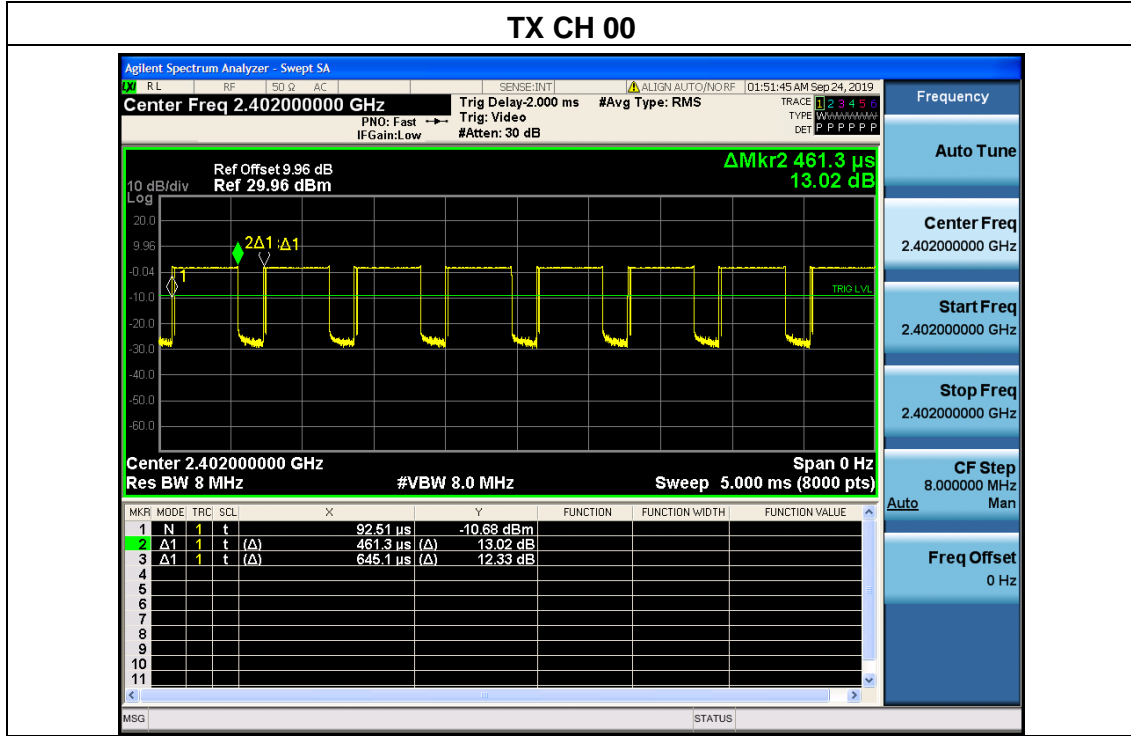 TX CH 00
Agilent Spectrum Analyzer - Swept SA
LXI RL RF 50 Ω AC SENSE:INT ALIGN AUTO/NO RF 01:51:45 AM Sep 24, 2019
Center Freq 2.402000000 GHz Trig Delay-2.000 ms #Avg Type: RMS TRACE 1 2 3 4 5 6
PNO: Fast Trig: Video TYPE WWWWWW
IFGain:Low #Atten: 30 dB DET P P P P P P
ΔMkr2 461.3 µs
Ref Offset 9.96 dB
10 dB/div Ref 29.96 dBm 13.02 dB
Log
20.0
9.96 2Δ1 Δ1
-0.04
1
-10.0 TRIG LVL
-20.0
-30.0
-40.0
-50.0
-60.0
Center 2.402000000 GHz Span 0 Hz
Res BW 8 MHz #VBW 8.0 MHz Sweep 5.000 ms (8000 pts)
MKR MODE TRC SCL X Y FUNCTION FUNCTION WIDTH FUNCTION VALUE
1 N 1 t 92.51 µs -10.68 dBm
2 Δ1 1 t (Δ) 461.3 µs (Δ) 13.02 dB
3 Δ1 1 t (Δ) 645.1 µs (Δ) 12.33 dB
4
5
6
7
8
9
10
11
MSG STATUS
Frequency
Auto Tune
Center Freq
2.402000000 GHz
Start Freq
2.402000000 GHz
Stop Freq
2.402000000 GHz
CF Step
8.000000 MHz
Auto Man
Freq Offset
0 Hz